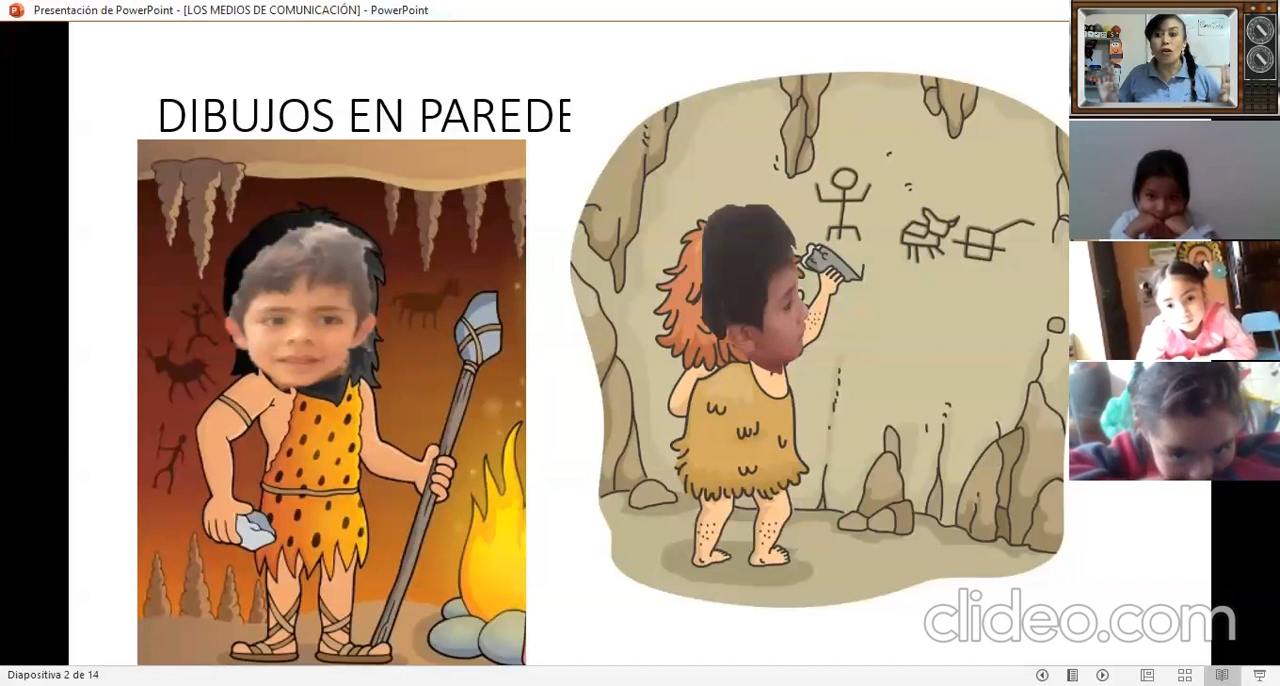 Presentación de PowerPoint - [LOS MEDIOS DE COMUNICACIÓN] - PowerPoint
DIBUJOS EN PAREDE
clideo.com
Diapositiva 2 de 14